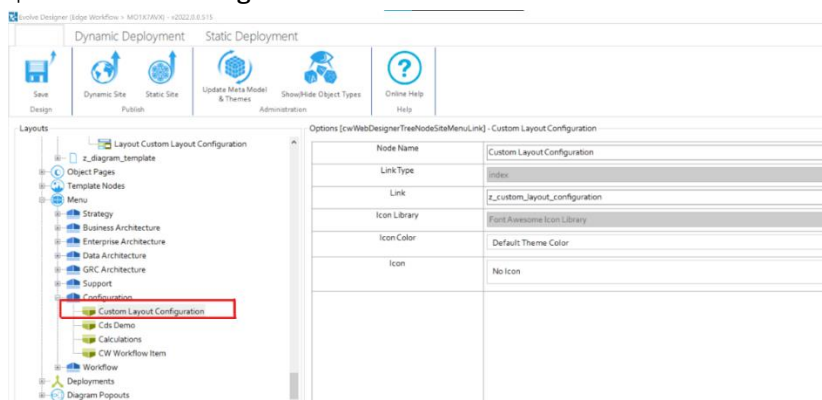 Evolve Designer (Edge Workflow > MO1X7AVX) - v2022.0.0.515
Dynamic Deployment Static Deployment
Save Dynamic Site Static Site Update Meta Model & Themes Show/Hide Object Types Online Help
Design Publish Administration Help
Layouts
Layout Custom Layout Configuration
z_diagram_template
Object Pages
Template Nodes
Menu
Strategy
Business Architecture
Enterprise Architecture
Data Architecture
GRC Architecture
Support
Configuration
Custom Layout Configuration
Cds Demo
Calculations
CW Workflow Item
Workflow
Deployments
Diagram Popouts
Options [cwWebDesignerTreeNodeSiteMenuLink] - Custom Layout Configuration
Node Name Custom Layout Configuration
Link Type index
Link z_custom_layout_configuration
Icon Library Font Awesome Icon Library
Icon Color Default Theme Color
Icon No Icon